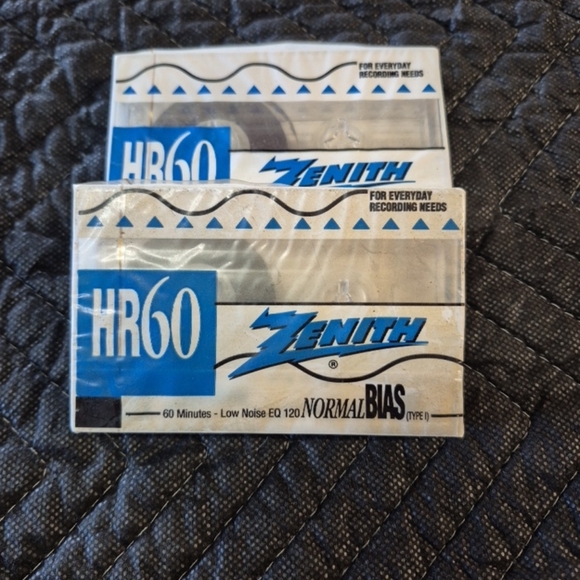 FOR EVERYDAY
RECORDING NEEDS
HR60
ZENITH
FOR EVERYDAY
RECORDING NEEDS
HR60
ZENITH
®
60 Minutes - Low Noise EQ 120 NORMAL BIAS (TYPE I)